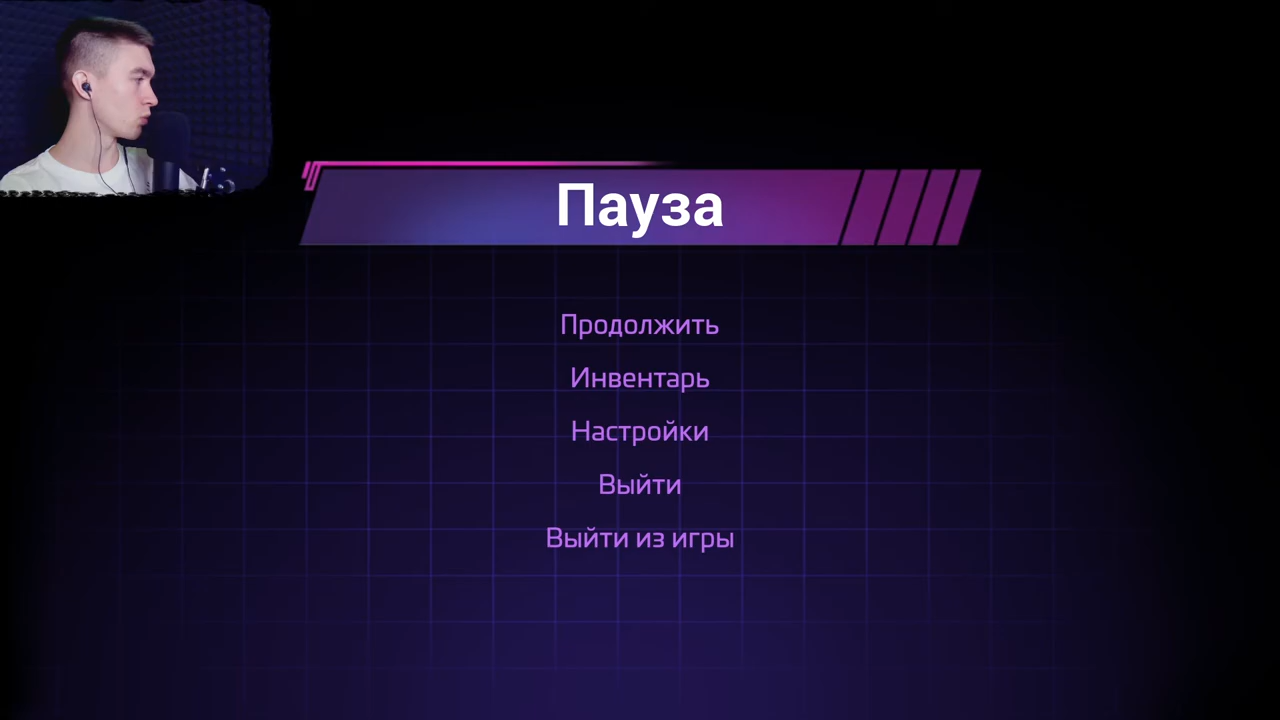 Пауза
Продолжить
Инвентарь
Настройки
Выйти
Выйти из игры